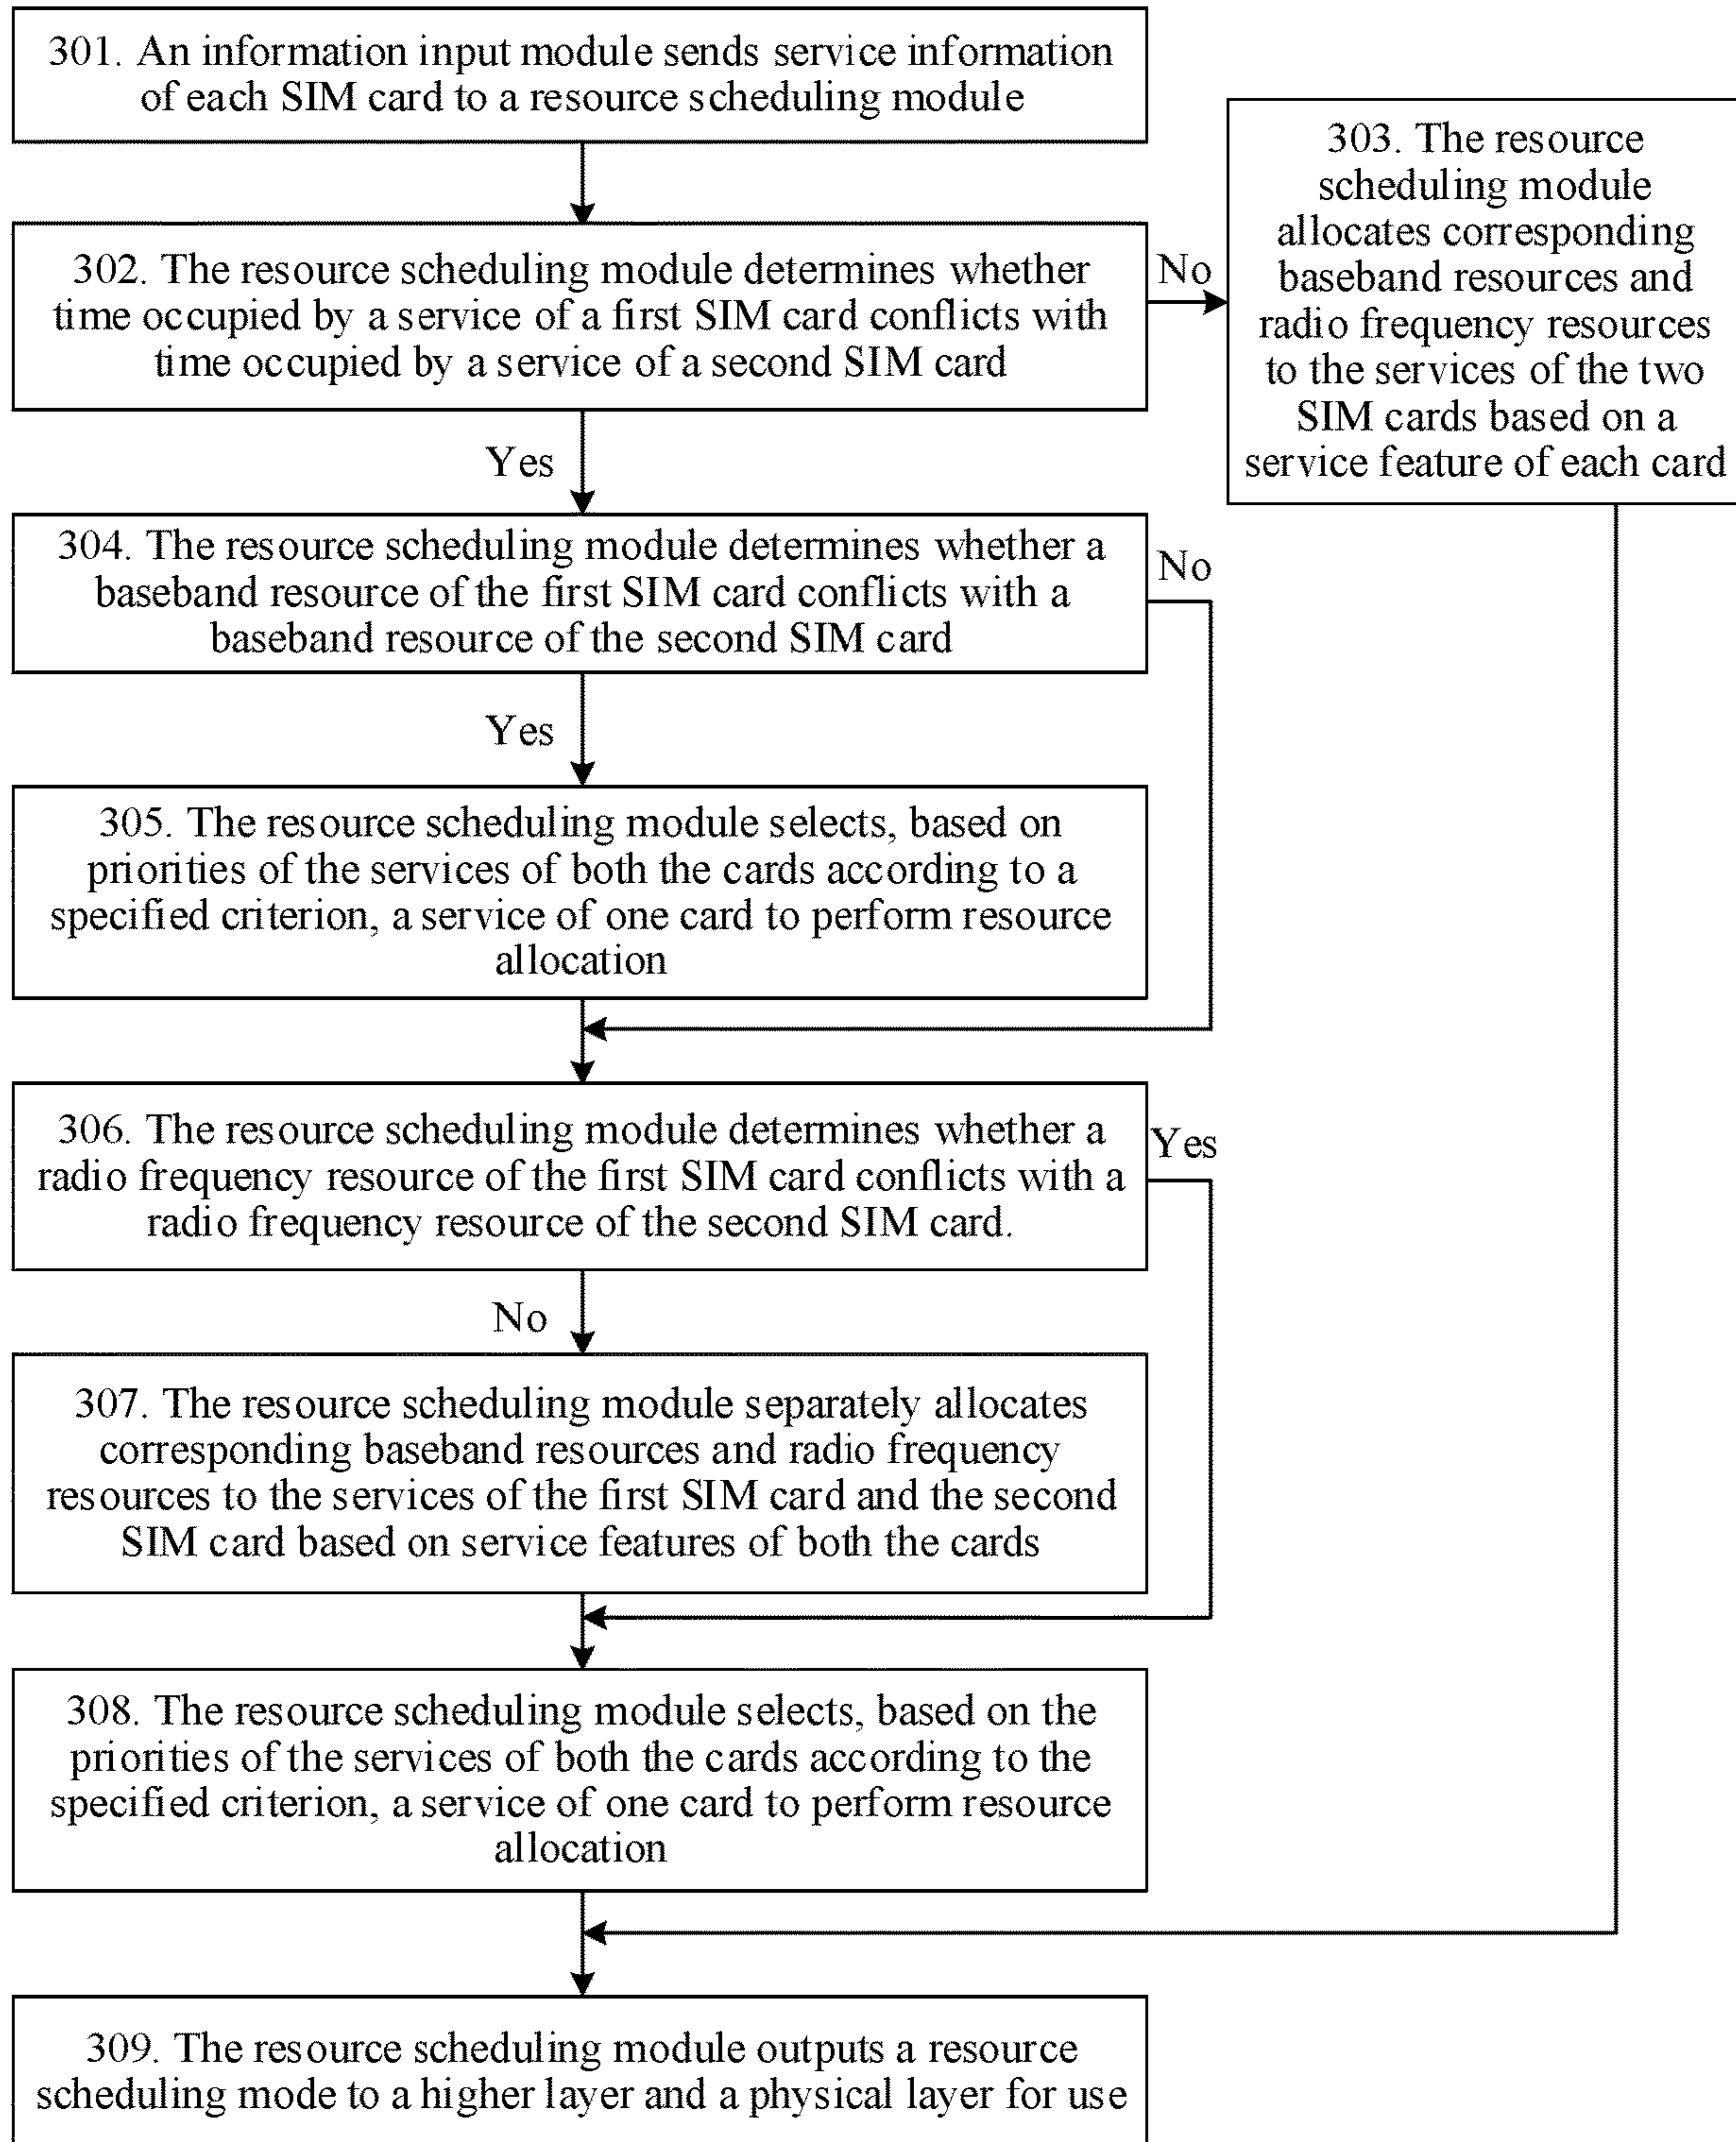 301. An information input module sends service information
of each SIM card to a resource scheduling module
302. The resource scheduling module determines whether
time occupied by a service of a first SIM card conflicts with
time occupied by a service of a second SIM card
No
303. The resource
scheduling module
allocates corresponding
baseband resources and
radio frequency resources
to the services of the two
SIM cards based on a
service feature of each card
Yes
304. The resource scheduling module determines whether a
baseband resource of the first SIM card conflicts with a
baseband resource of the second SIM card
No
Yes
305. The resource scheduling module selects, based on
priorities of the services of both the cards according to a
specified criterion, a service of one card to perform resource
allocation
306. The resource scheduling module determines whether a
radio frequency resource of the first SIM card conflicts with a
radio frequency resource of the second SIM card.
Yes
No
307. The resource scheduling module separately allocates
corresponding baseband resources and radio frequency
resources to the services of the first SIM card and the second
SIM card based on service features of both the cards
308. The resource scheduling module selects, based on the
priorities of the services of both the cards according to the
specified criterion, a service of one card to perform resource
allocation
309. The resource scheduling module outputs a resource
scheduling mode to a higher layer and a physical layer for use